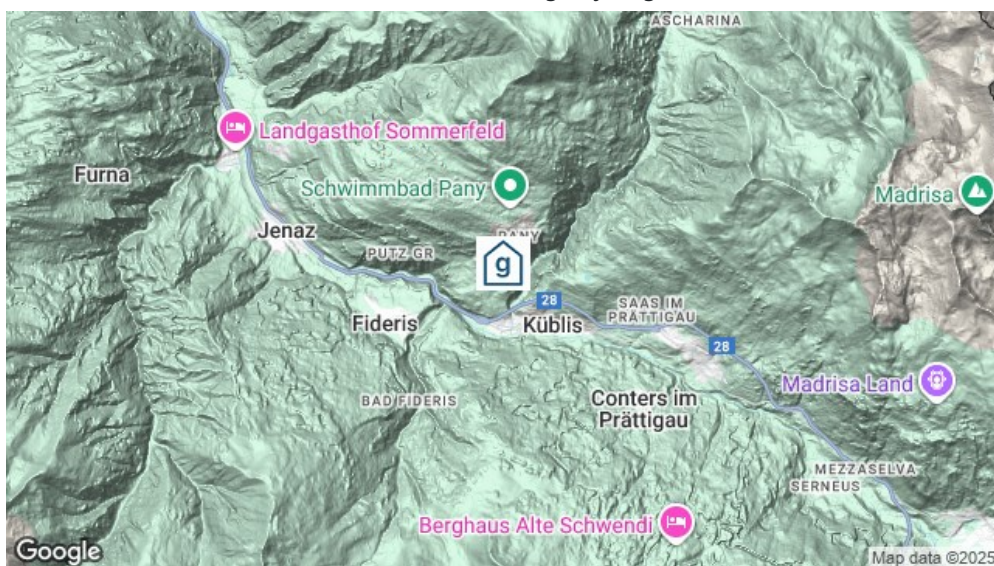 ASCHARINA
Landgasthof Sommerfeld
Furna
Schwimmbad Pany
Madrisa
Jenaz
PANY
PUTZ GR
g
28
SAAS IM
PRÄTTIGAU
Fideris
Küblis
28
Madrisa Land
BAD FIDERIS
Conters im
Prättigau
MEZZASELVA
SERNEUS
Berghaus Alte Schwendi
Google
Map data ©2025